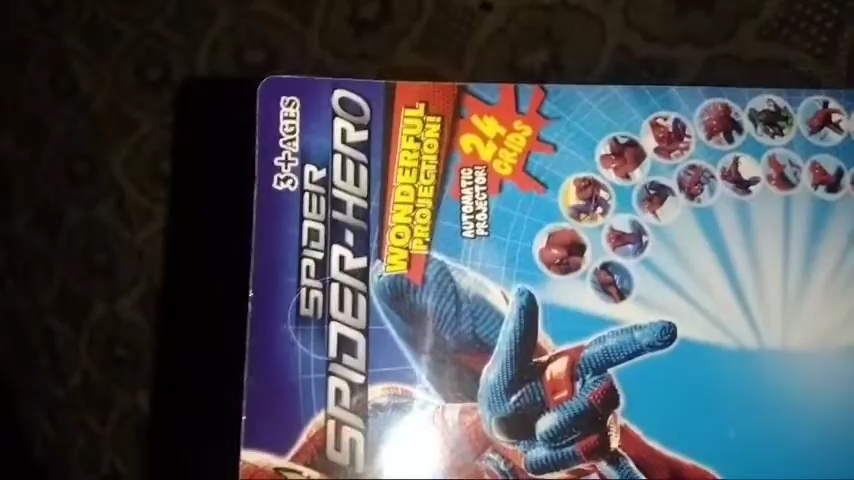 3+AGES
SPIDER
SPIDER-HERO
WONDERFUL
PROJECTION!
24
GRIDS
AUTOMATIC
PROJECTOR!